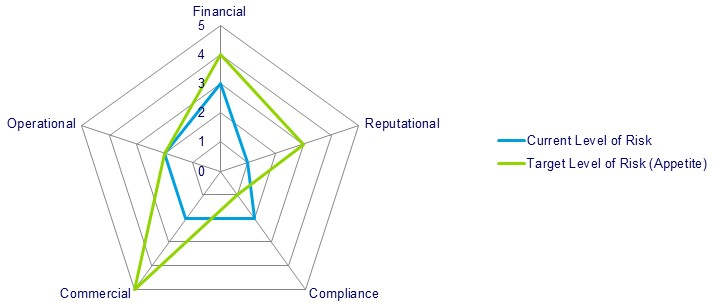 Financial
5
4
3
2
1
0
Operational
Reputational
Commercial
Compliance
Current Level of Risk
Target Level of Risk (Appetite)